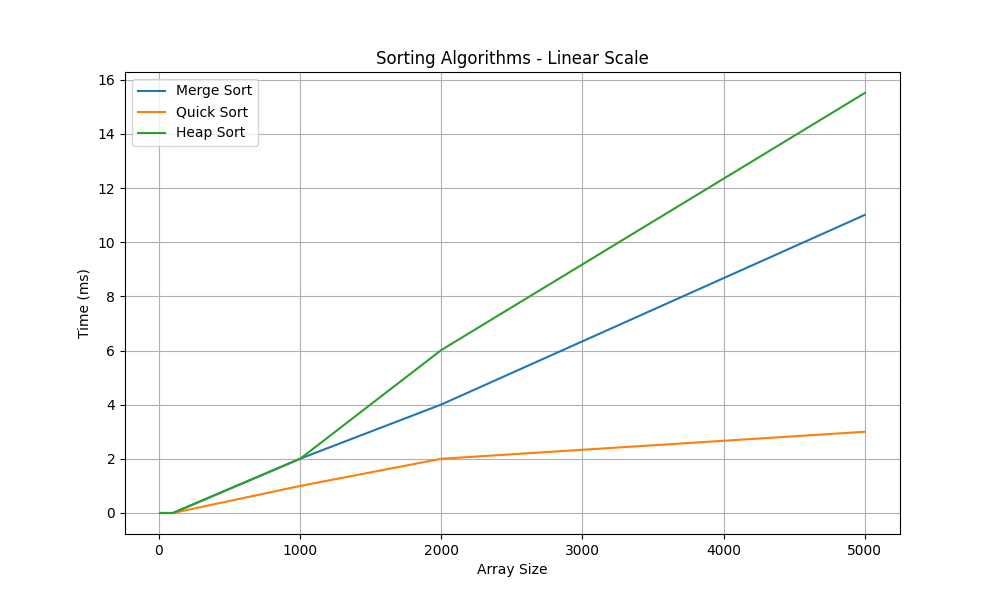 Sorting Algorithms - Linear Scale
Merge Sort
Quick Sort
Heap Sort
Time (ms)
16
14
12
10
8
6
4
2
0
0 1000 2000 3000 4000 5000
Array Size